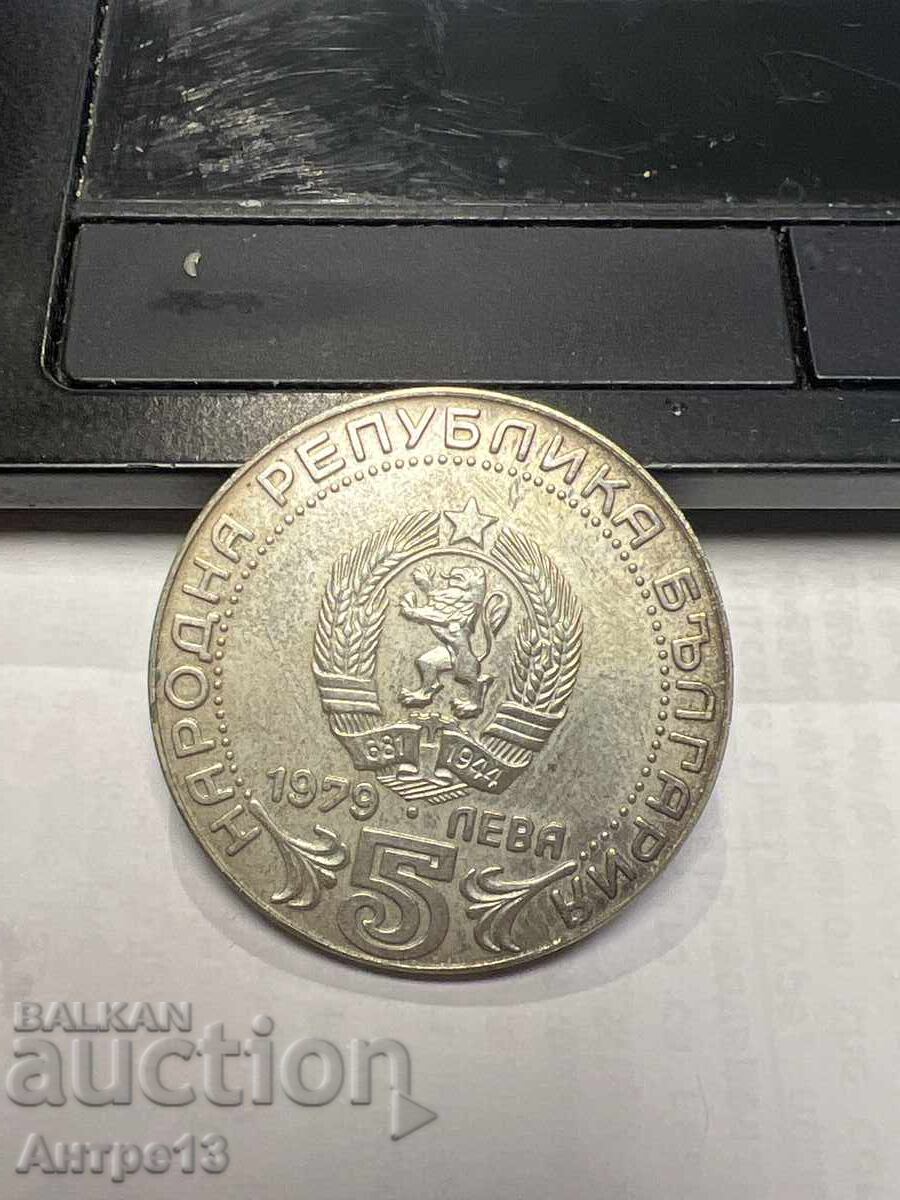 НАРОДНА РЕПУБЛИКА БЪЛГАРИЯ
681 1944
1979 · ЛЕВА
5
BALKAN
auction
Антре13